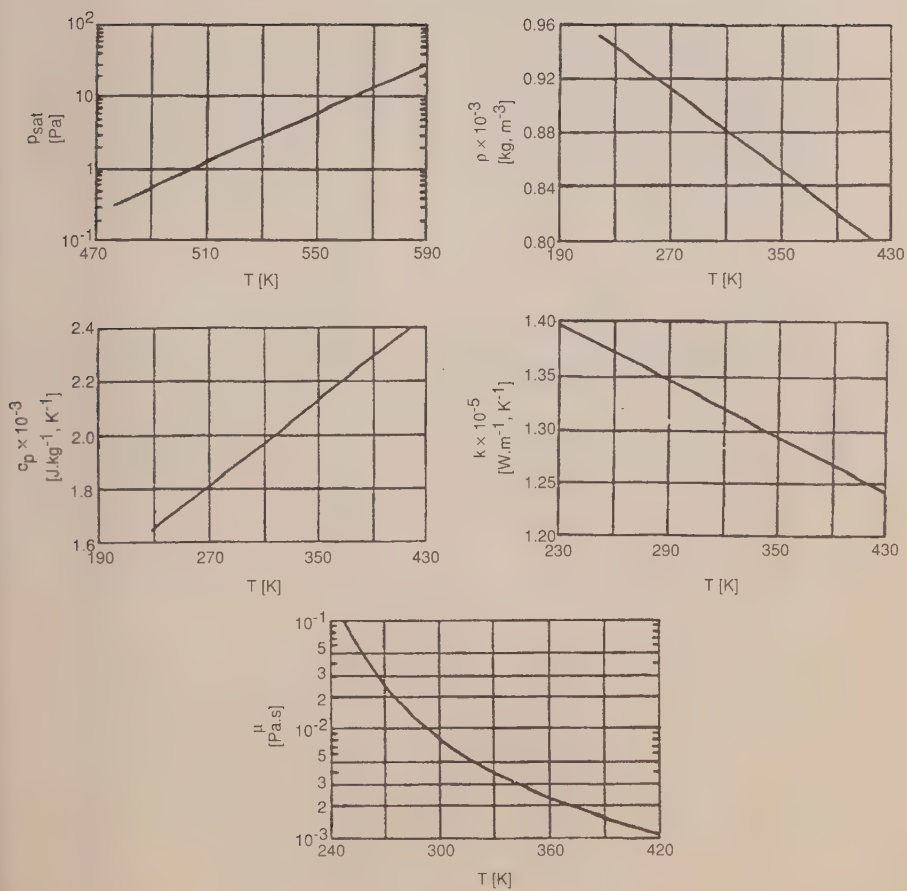 10²
10
1
10⁻¹
p_sat
[Pa]
470 510 550 590
T [K]
0.96
0.92
0.88
0.84
0.80
ρ × 10⁻³
[kg. m⁻³]
190 270 350 430
T [K]
2.4
2.2
2.0
1.8
1.6
c_p × 10⁻³
[J.kg⁻¹, K⁻¹]
190 270 350 430
T [K]
1.40
1.35
1.30
1.25
1.20
k × 10⁻⁵
[W.m⁻¹, K⁻¹]
230 290 350 430
T [K]
10⁻¹
5
3
2
10⁻²
5
3
2
10⁻³
μ
[Pa.s]
240 300 360 420
T [K]